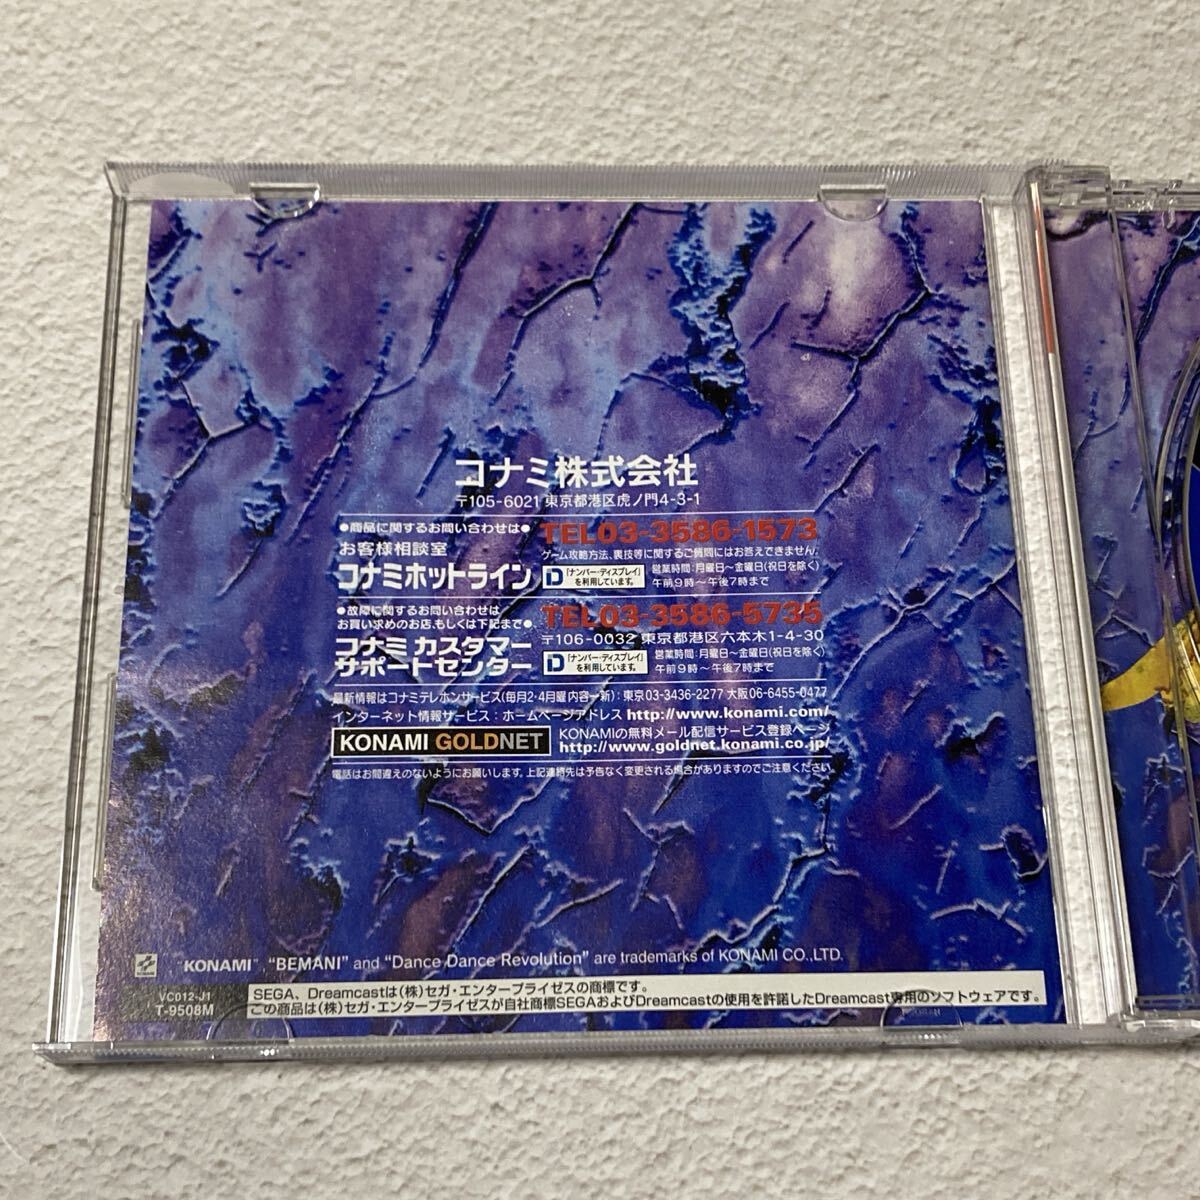 コナミ株式会社
〒105-6021 東京都港区虎ノ門4-3-1
●商品に関するお問い合わせは●
お客様相談室
コナミホットライン
TEL03-3586-1573
ゲーム攻略方法、裏技等に関するご質問にはお答えできません。
D 「ナンバー・ディスプレイ」を利用しています。
営業時間:月曜日～金曜日(祝日を除く)
午前9時～午後7時まで
●故障に関するお問い合わせは
お買い求めのお店、もしくは下記まで●
コナミ カスタマー
サポートセンター
TEL03-3586-5735
〒106-0032 東京都港区六本木1-4-30
D 「ナンバー・ディスプレイ」を利用しています。
営業時間:月曜日～金曜日(祝日を除く)
午前9時～午後7時まで
最新情報はコナミテレホンサービス(毎月2・4月曜 内容一新):東京03-3436-2277 大阪06-6455-0477
インターネット情報サービス:ホームページアドレス http://www.konami.com/
KONAMI GOLDNET
KONAMIの無料メール配信サービス登録ページ
http://www.goldnet.konami.co.jp/
電話はお間違えのないようにお願いします。上記連絡先は予告なく変更される場合がありますのでご注意ください
"KONAMI", "BEMANI" and "Dance Dance Revolution" are trademarks of KONAMI CO.,LTD.
VC012-J1
T-9508M
SEGA、Dreamcastは(株)セガ・エンタープライゼスの商標です。
この商品は(株)セガ・エンタープライゼスが自社商標SEGAおよびDreamcastの使用を許諾したDreamcast専用のソフトウェアです。